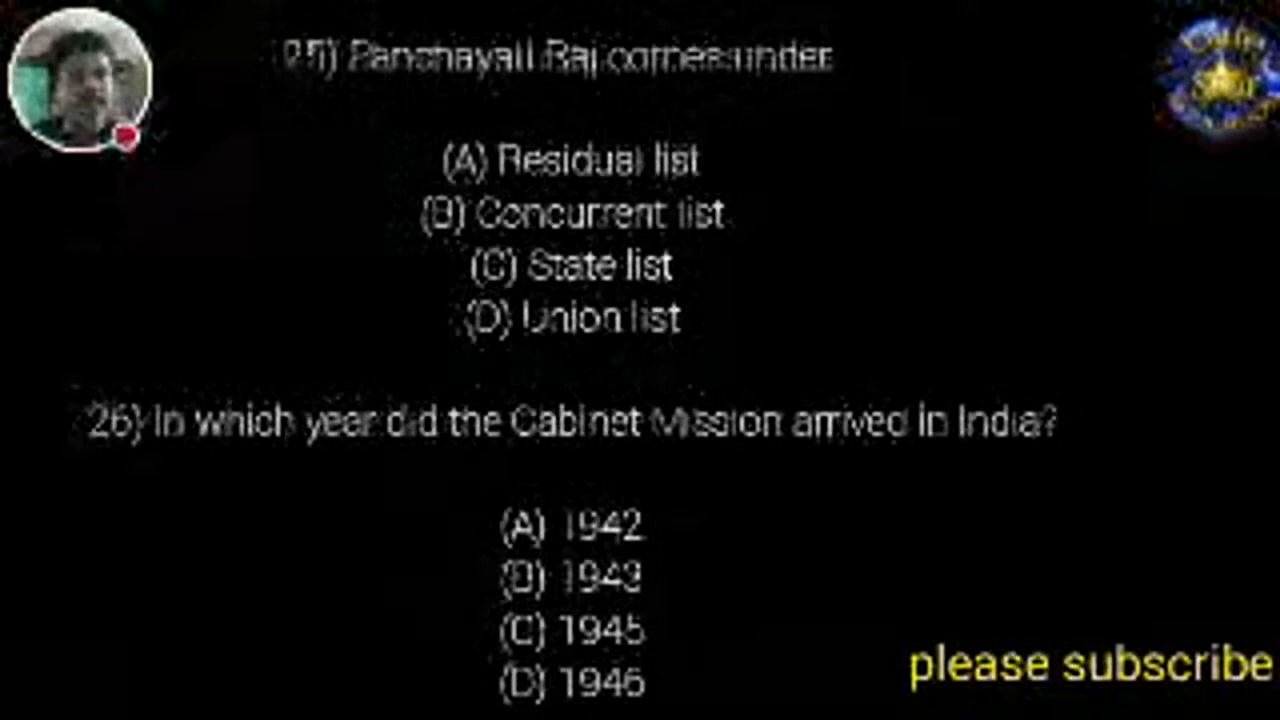 25) Panchayati Raj comes under
(A) Residual list
(B) Concurrent list
(C) State list
(D) Union list
26) In which year did the Cabinet Mission arrived in India?
(A) 1942
(B) 1943
(C) 1945
(D) 1946
please subscribe